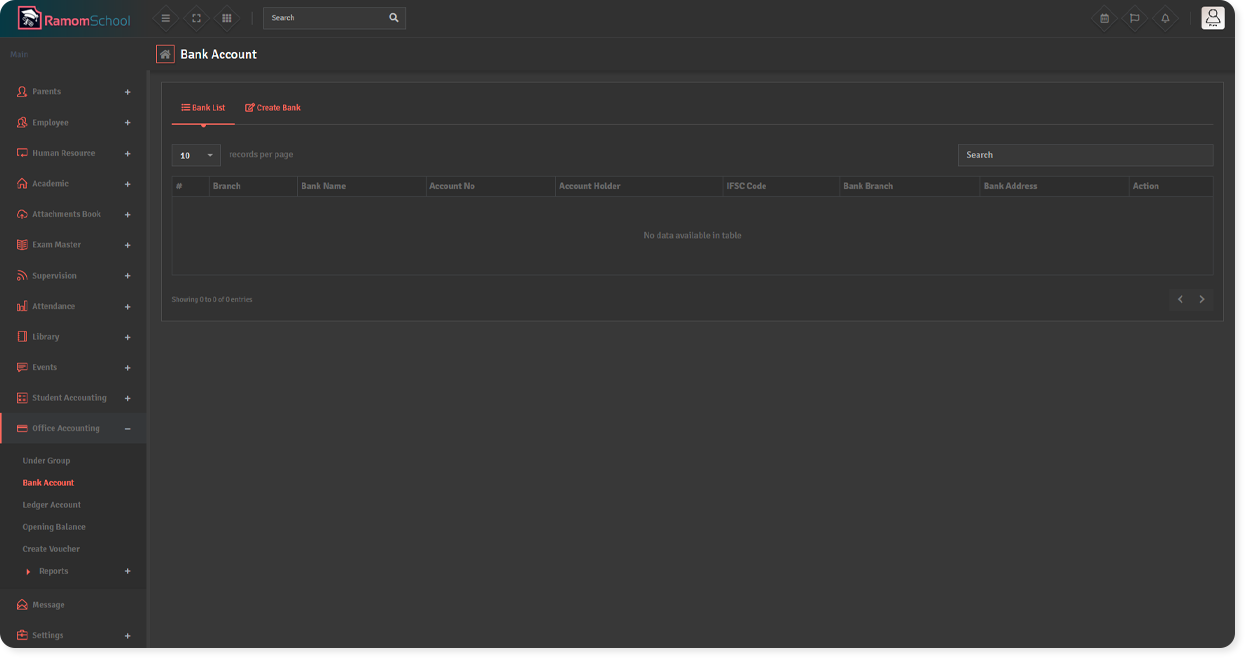 RamomSchool
Search
Main
Bank Account
Parents
Employee
Human Resource
Academic
Attachments Book
Exam Master
Supervision
Attendance
Library
Events
Student Accounting
Office Accounting
Under Group
Bank Account
Ledger Account
Opening Balance
Create Voucher
Reports
Message
Settings
Bank List Create Bank
10 records per page
Search
# Branch Bank Name Account No Account Holder IFSC Code Bank Branch Bank Address Action
No data available in table
Showing 0 to 0 of 0 entries